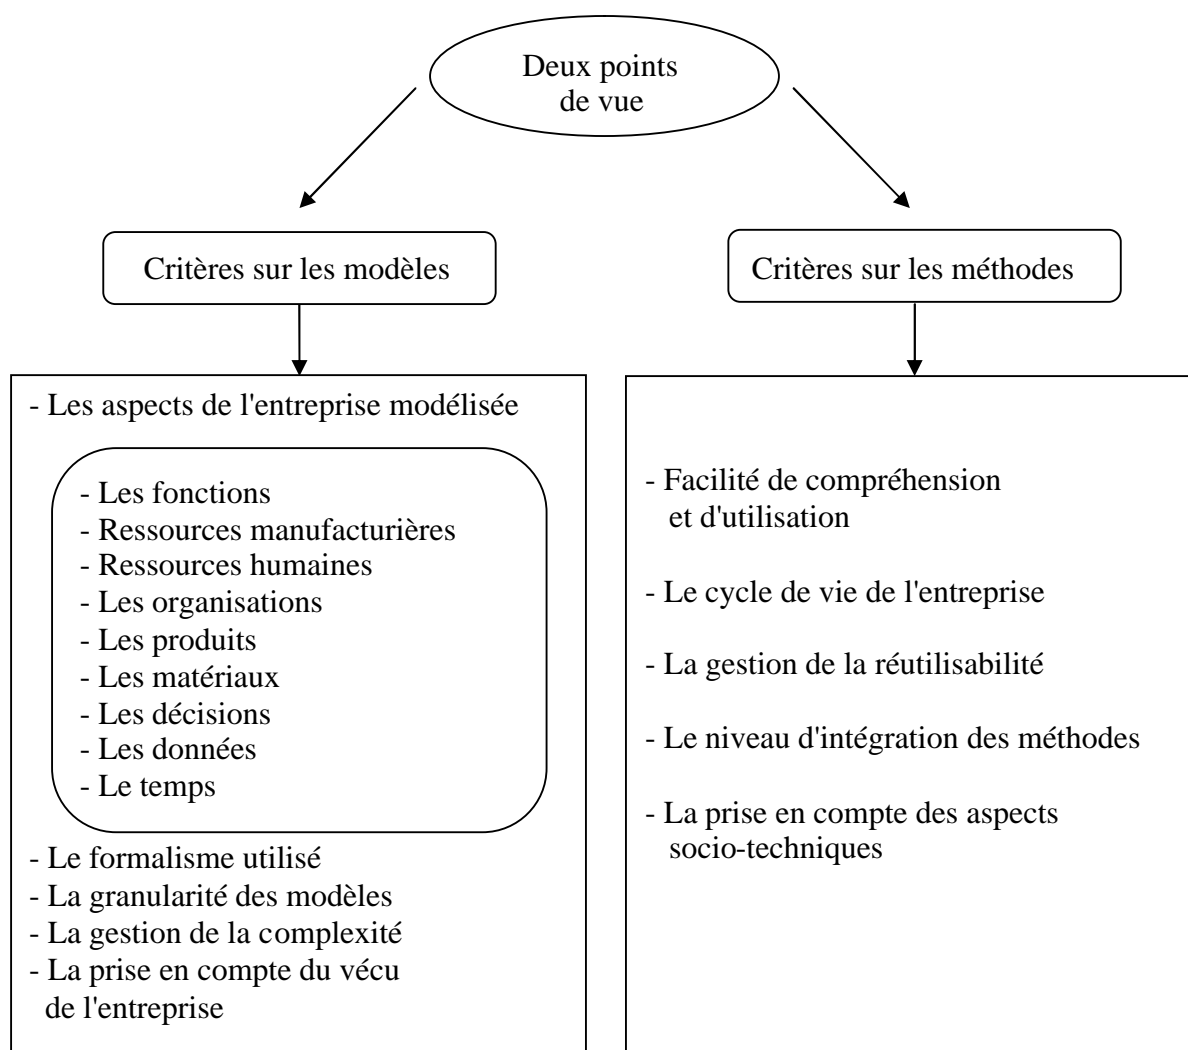 Deux points
de vue
Critères sur les modèles
- Les aspects de l'entreprise modélisée
- Les fonctions
- Ressources manufacturières
- Ressources humaines
- Les organisations
- Les produits
- Les matériaux
- Les décisions
- Les données
- Le temps
- Le formalisme utilisé
- La granularité des modèles
- La gestion de la complexité
- La prise en compte du vécu
de l'entreprise
Critères sur les méthodes
- Facilité de compréhension
et d'utilisation
- Le cycle de vie de l'entreprise
- La gestion de la réutilisabilité
- Le niveau d'intégration des méthodes
- La prise en compte des aspects
socio-techniques